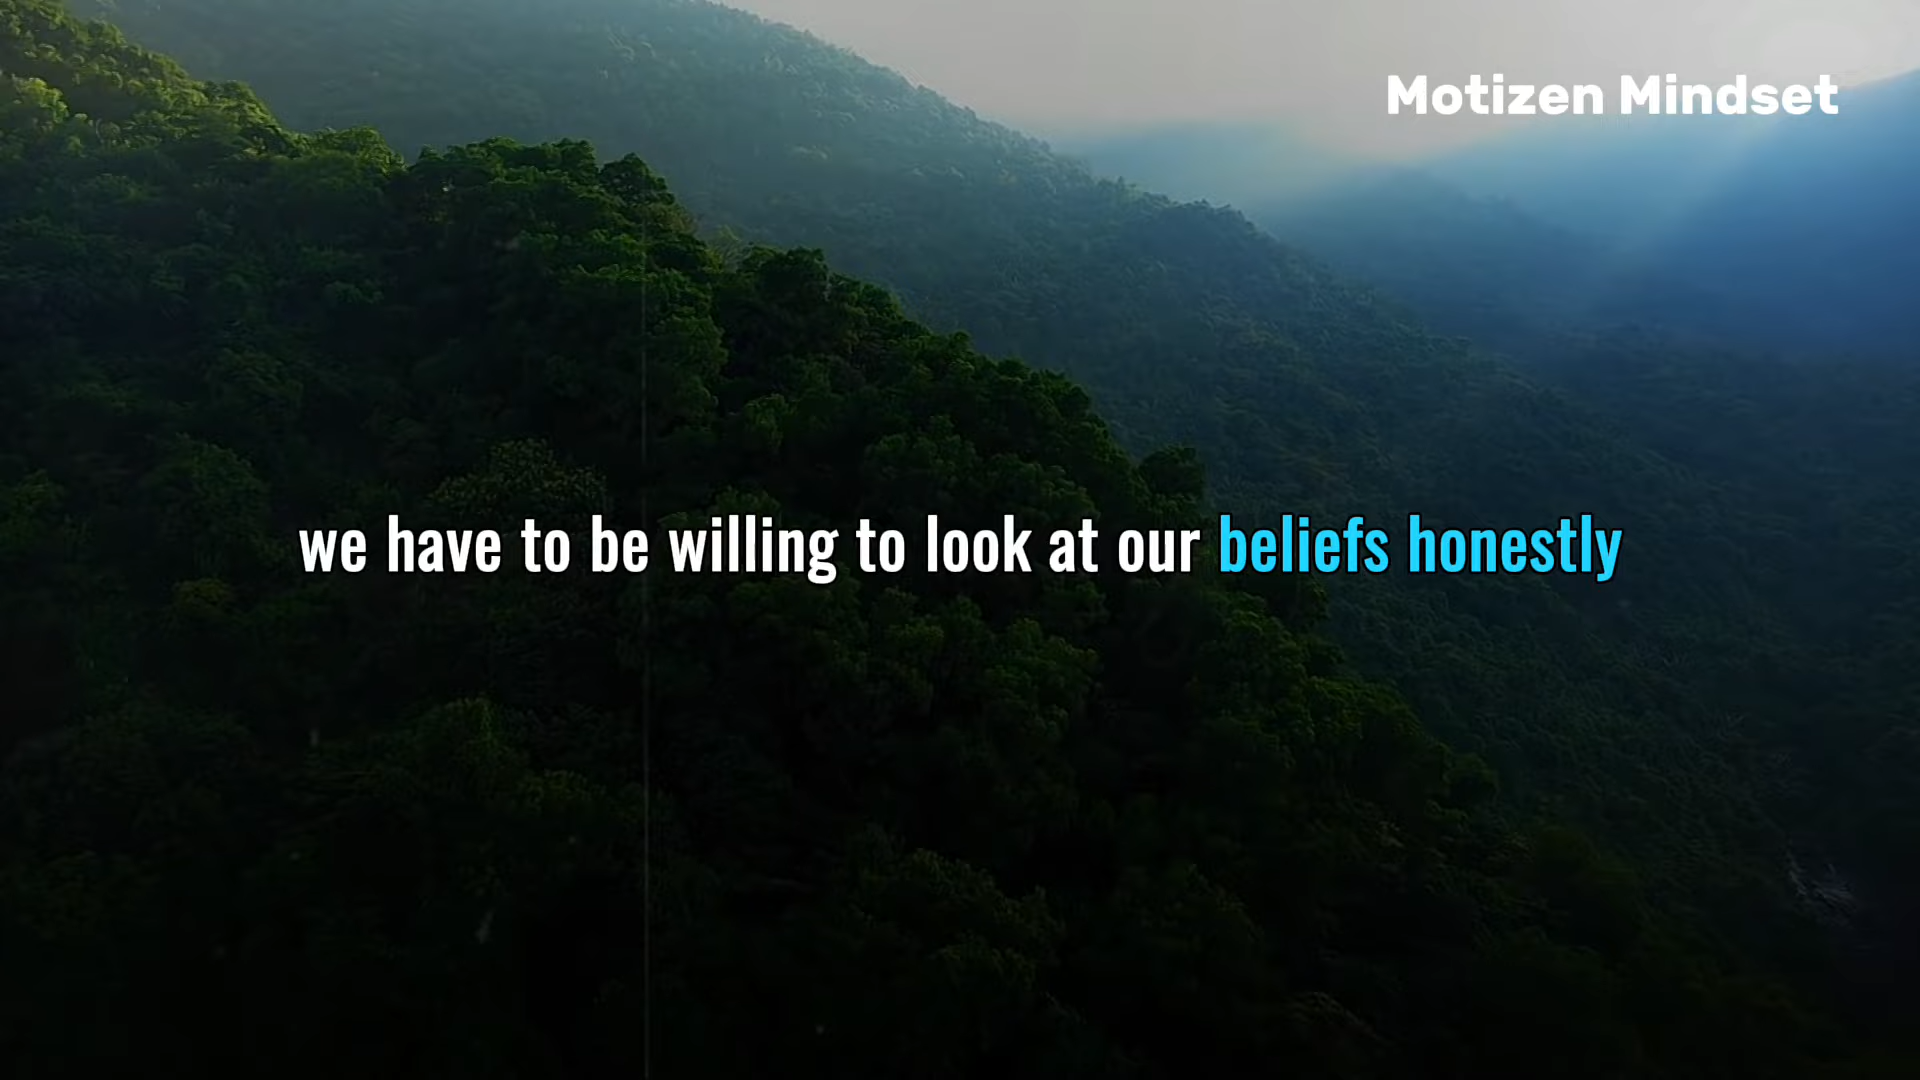 Motizen Mindset
we have to be willing to look at our beliefs honestly